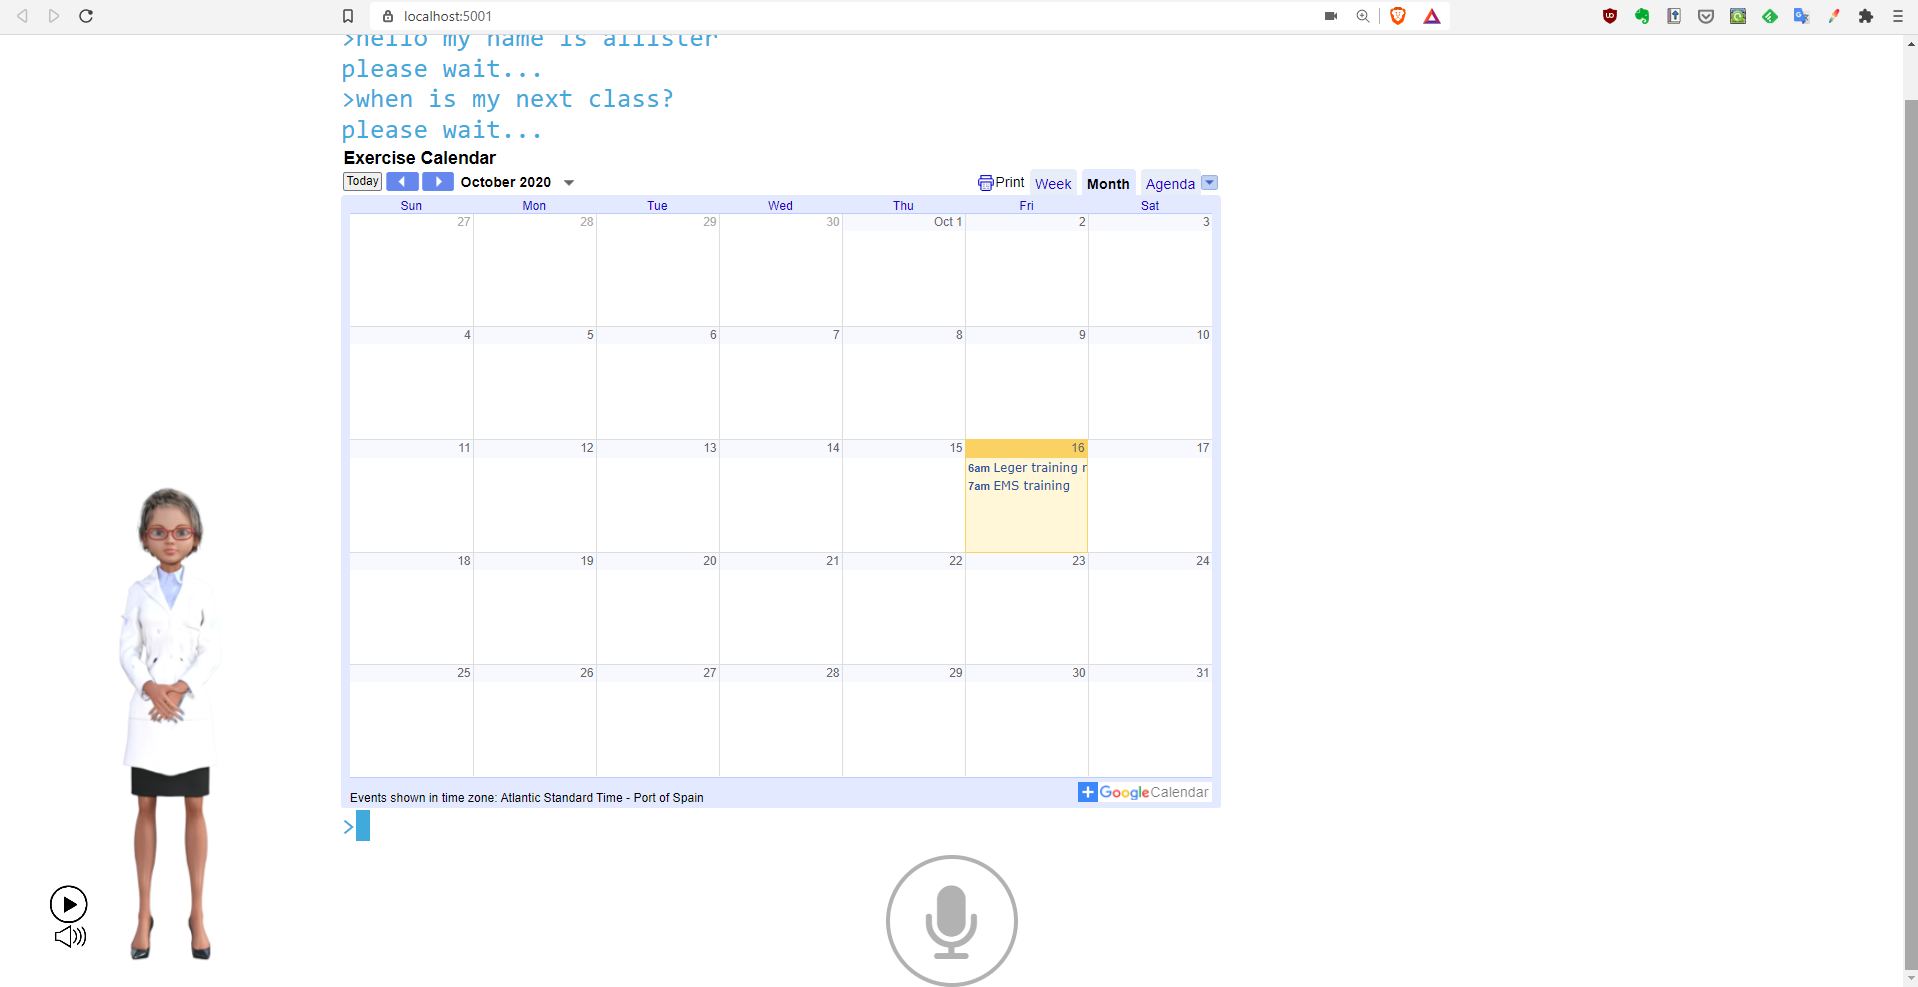 localhost:5001
>hello my name is allister
please wait...
>when is my next class?
please wait...
Exercise Calendar
Today October 2020 Print Week Month Agenda
Sun Mon Tue Wed Thu Fri Sat
27 28 29 30 Oct 1 2 3
4 5 6 7 8 9 10
11 12 13 14 15 16 17
6am Leger training r
7am EMS training
18 19 20 21 22 23 24
25 26 27 28 29 30 31
Events shown in time zone: Atlantic Standard Time - Port of Spain
Google Calendar
>